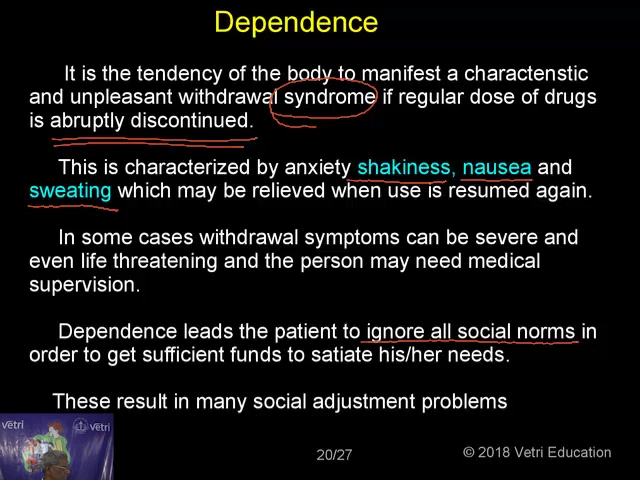 Dependence
It is the tendency of the body to manifest a charactenstic
and unpleasant withdrawal syndrome if regular dose of drugs
is abruptly discontinued.
This is characterized by anxiety shakiness, nausea and
sweating which may be relieved when use is resumed again.
In some cases withdrawal symptoms can be severe and
even life threatening and the person may need medical
supervision.
Dependence leads the patient to ignore all social norms in
order to get sufficient funds to satiate his/her needs.
These result in many social adjustment problems
vetri
vetri
20/27
© 2018 Vetri Education